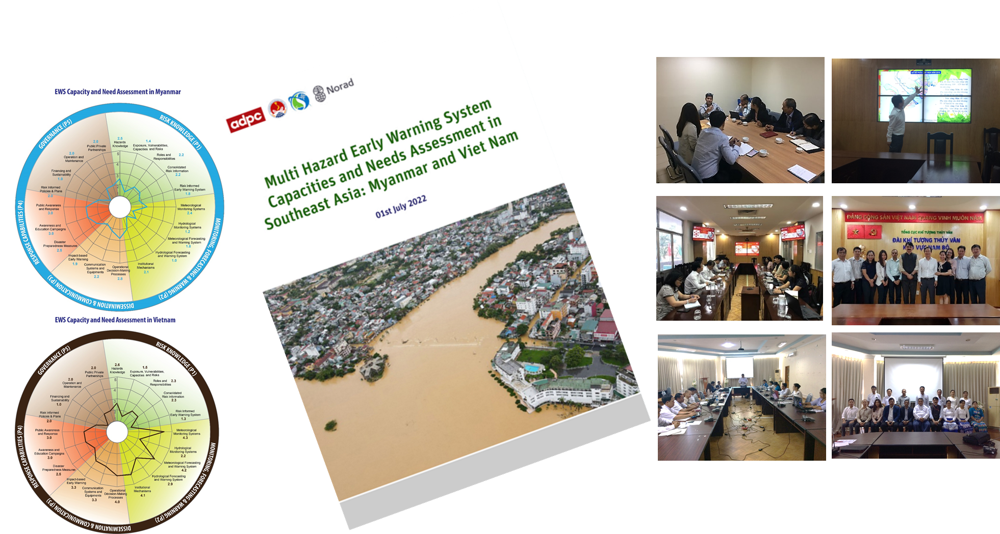 EWS Capacity and Need Assessment in Myanmar
GOVERNANCE (P5)
RISK KNOWLEDGE (P1)
MONITORING, FORECASTING & WARNING (P2)
DISSEMINATION & COMMUNICATION (P3)
RESPONSE CAPABILITIES (P4)
2.5
Hazards
Knowledge
1.4
Exposure, Vulnerabilities,
Capacities and Risks
Roles and
Responsibilities
2.2
Consolidated
Risk Information
2.2
Risk Informed
Early Warning System
1.8
Meteorological
Monitoring Systems
2.4
Hydrological
Monitoring Systems
1.2
Meteorological Forecasting
and Warning System
1.8
Hydrological Forecasting
and Warning System
1.0
Institutional
Mechanisms
2.1
Operational
Decision-Making
Processes
2.8
Communication
Systems and
Equipments
2.2
Impact-based
Early Warning
1.9
Disaster
Preparedness Measures
2.5
Awareness and
Education Campaigns
3.0
Public Awareness
and Response
3.0
Risk Informed
Policies & Plans
2.0
Financing and
Sustainability
1.0
2.0
Operation and
Maintenance
2.0
Public Private
Partnerships
5
4
3
2
1
EWS Capacity and Need Assessment in Vietnam
GOVERNANCE (P5)
RISK KNOWLEDGE (P1)
MONITORING, FORECASTING & WARNING (P2)
DISSEMINATION & COMMUNICATION (P3)
RESPONSE CAPABILITIES (P4)
2.6
Hazards
Knowledge
1.5
Exposure, Vulnerabilities,
Capacities and Risks
Roles and
Responsibilities
2.3
Consolidated
Risk Information
2.3
Risk Informed
Early Warning System
1.3
Meteorological
Monitoring Systems
4.3
Hydrological
Monitoring Systems
2.2
Meteorological Forecasting
and Warning System
4.2
Hydrological Forecasting
and Warning System
2.9
Institutional
Mechanisms
4.1
Operational
Decision-Making
Processes
4.0
Communication
Systems and
Equipments
3.3
Impact-based
Early Warning
3.3
Disaster
Preparedness Measures
2.5
Awareness and
Education Campaigns
3.0
Public Awareness
and Response
3.0
Risk Informed
Policies & Plans
2.0
Financing and
Sustainability
1.0
2.0
Operation and
Maintenance
2.0
Public Private
Partnerships
5
4
3
2
adpc
Norad
Multi Hazard Early Warning System
Capacities and Needs Assessment in
Southeast Asia: Myanmar and Viet Nam
01st July 2022
ĐẢNG CỘNG SẢN VIỆT NAM QUANG VINH MUÔN NĂM
TỔNG CỤC KHÍ TƯỢNG THỦY VĂN
ĐÀI KHÍ TƯỢNG THỦY VĂN
VỰC NAM BỘ